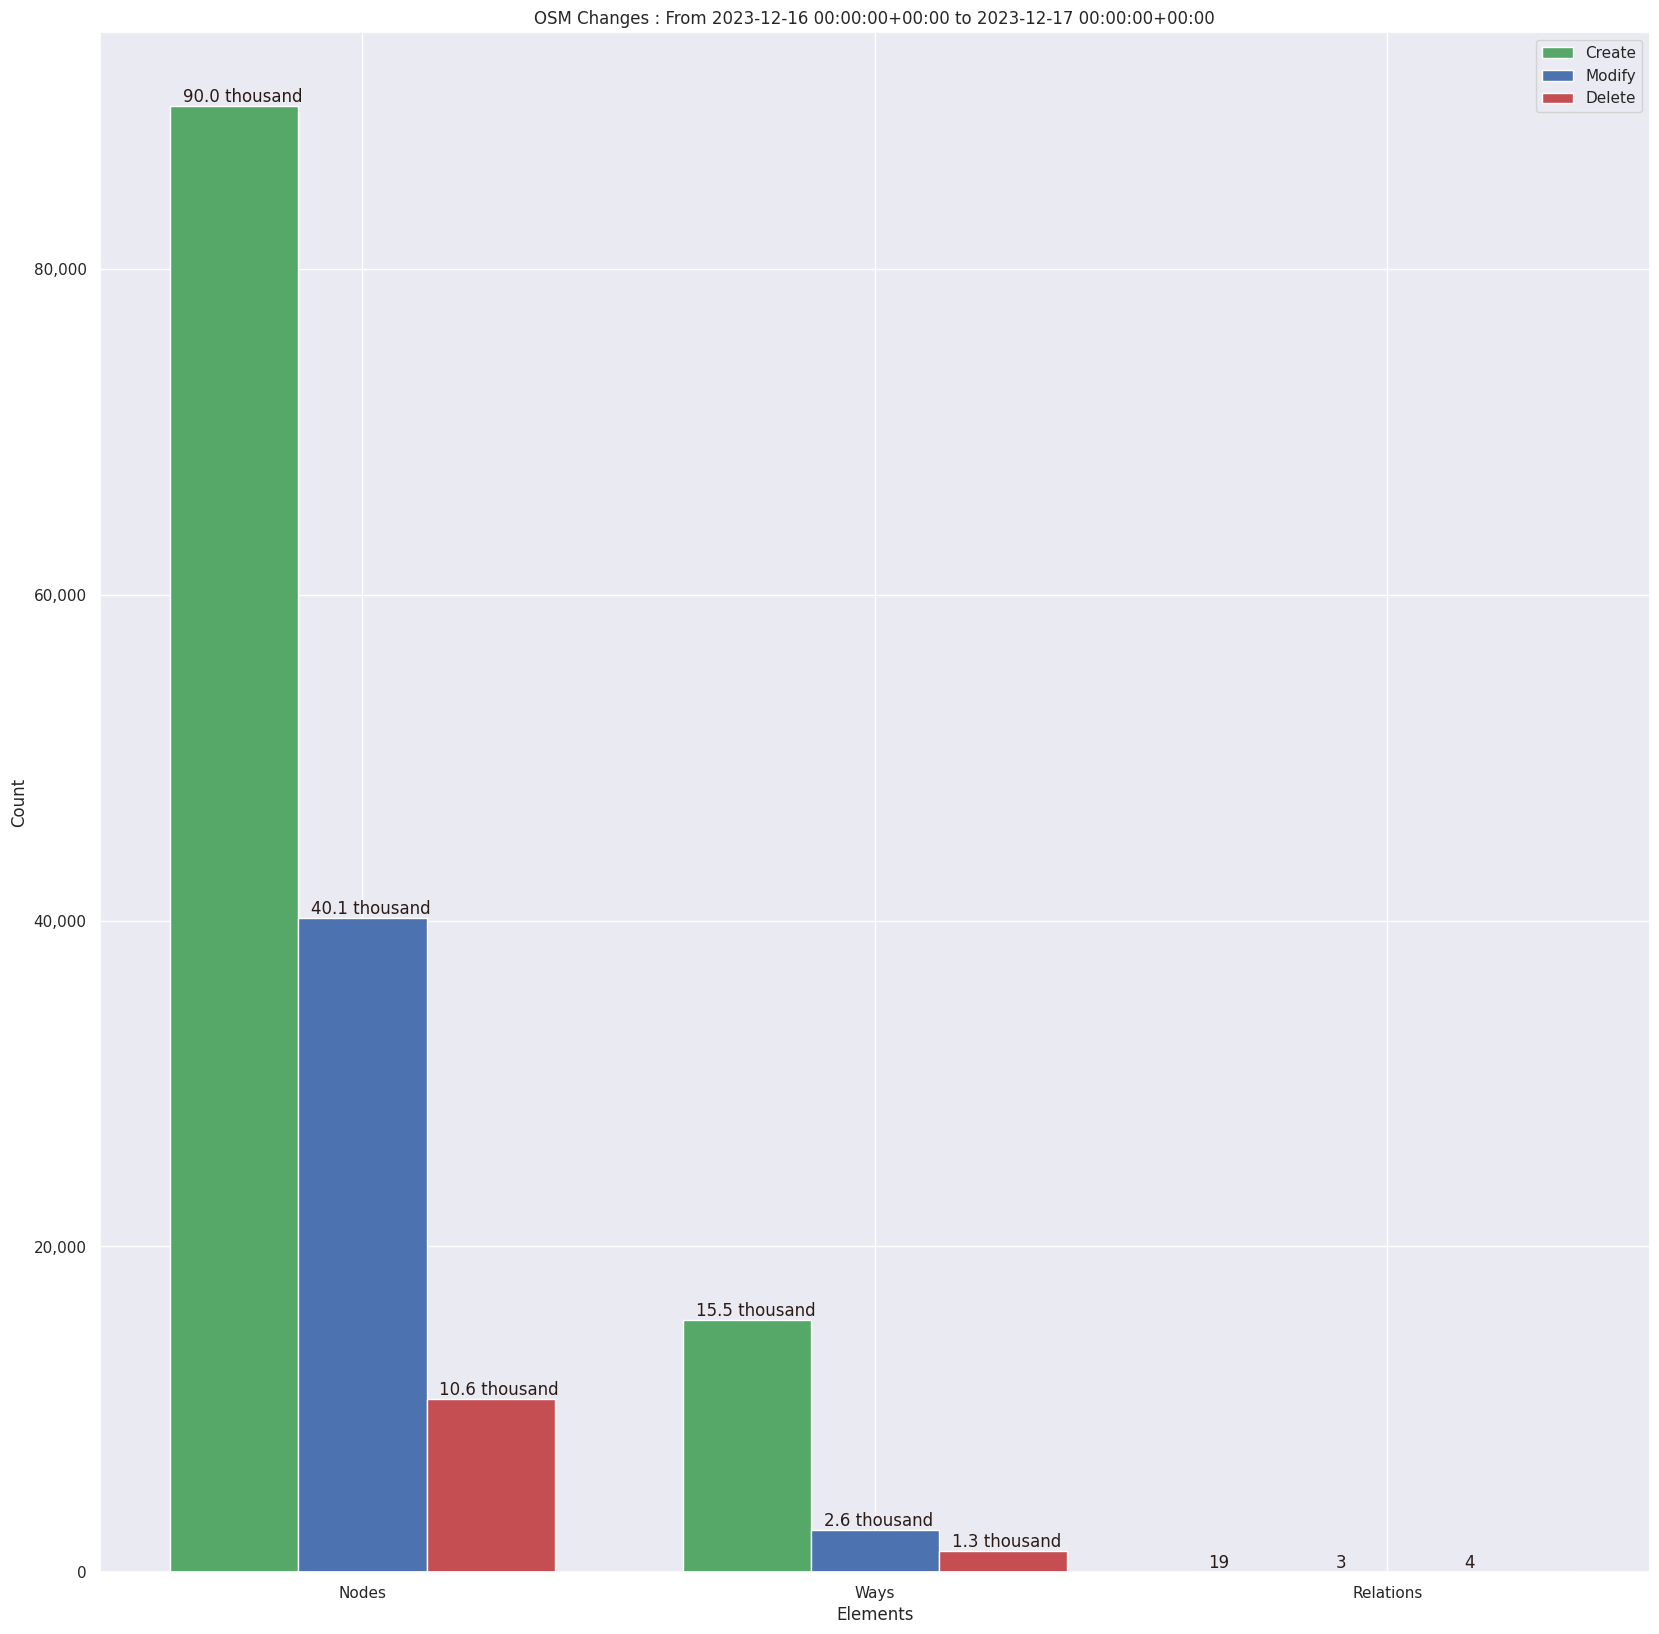 OSM Changes : From 2023-12-16 00:00:00+00:00 to 2023-12-17 00:00:00+00:00
Create
Modify
Delete
90.0 thousand
80,000
60,000
Count
40.1 thousand
40,000
20,000
15.5 thousand
10.6 thousand
2.6 thousand
1.3 thousand
19 3 4
0
Nodes Ways Relations
Elements